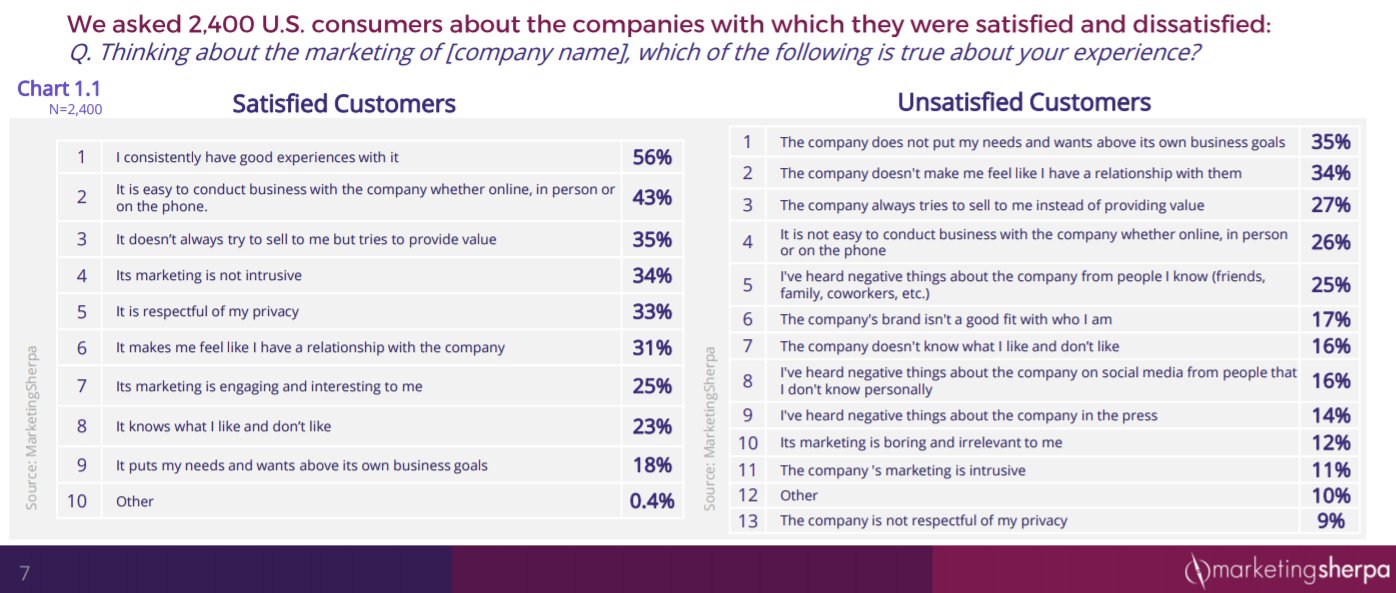 We asked 2,400 U.S. consumers about the companies with which they were satisfied and dissatisfied:
Q. Thinking about the marketing of [company name], which of the following is true about your experience?
Chart 1.1
N=2,400
Satisfied Customers
1 I consistently have good experiences with it 56%
2 It is easy to conduct business with the company whether online, in person or
on the phone. 43%
3 It doesn’t always try to sell to me but tries to provide value 35%
4 Its marketing is not intrusive 34%
5 It is respectful of my privacy 33%
6 It makes me feel like I have a relationship with the company 31%
7 Its marketing is engaging and interesting to me 25%
8 It knows what I like and don’t like 23%
9 It puts my needs and wants above its own business goals 18%
10 Other 0.4%
Source: MarketingSherpa
Unsatisfied Customers
1 The company does not put my needs and wants above its own business goals 35%
2 The company doesn't make me feel like I have a relationship with them 34%
3 The company always tries to sell to me instead of providing value 27%
4 It is not easy to conduct business with the company whether online, in person
or on the phone 26%
5 I've heard negative things about the company from people I know (friends,
family, coworkers, etc.) 25%
6 The company's brand isn't a good fit with who I am 17%
7 The company doesn't know what I like and don’t like 16%
8 I've heard negative things about the company on social media from people that
I don't know personally 16%
9 I've heard negative things about the company in the press 14%
10 Its marketing is boring and irrelevant to me 12%
11 The company 's marketing is intrusive 11%
12 Other 10%
13 The company is not respectful of my privacy 9%
Source: MarketingSherpa
7
marketingsherpa